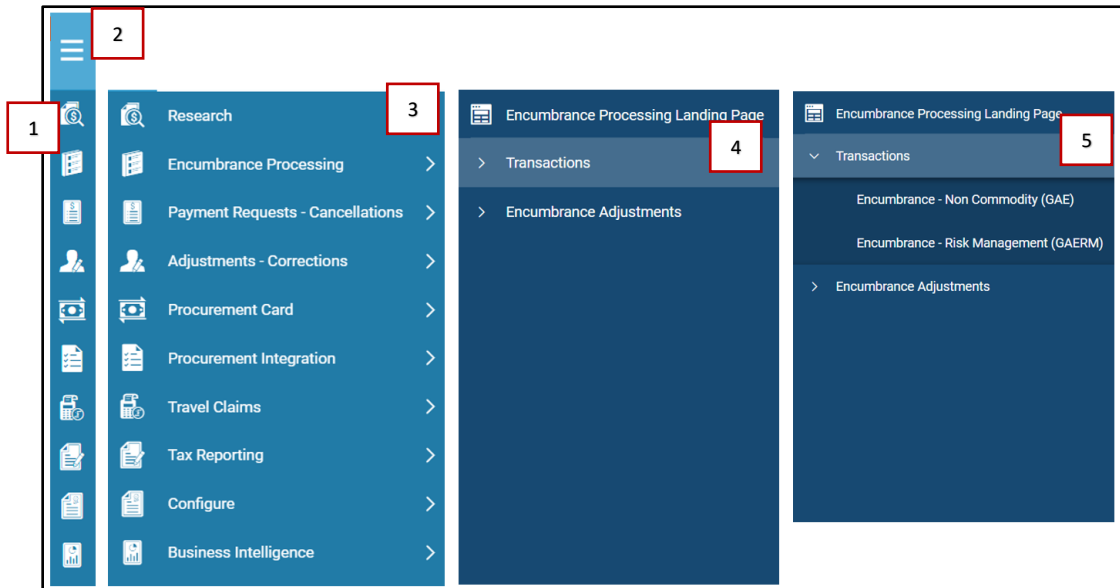 2
1
3
Research
Encumbrance Processing
Payment Requests - Cancellations
Adjustments - Corrections
Procurement Card
Procurement Integration
Travel Claims
Tax Reporting
Configure
Business Intelligence
Encumbrance Processing Landing Page
4
Transactions
Encumbrance Adjustments
Encumbrance Processing Landing Page
5
Transactions
Encumbrance - Non Commodity (GAE)
Encumbrance - Risk Management (GAERM)
Encumbrance Adjustments